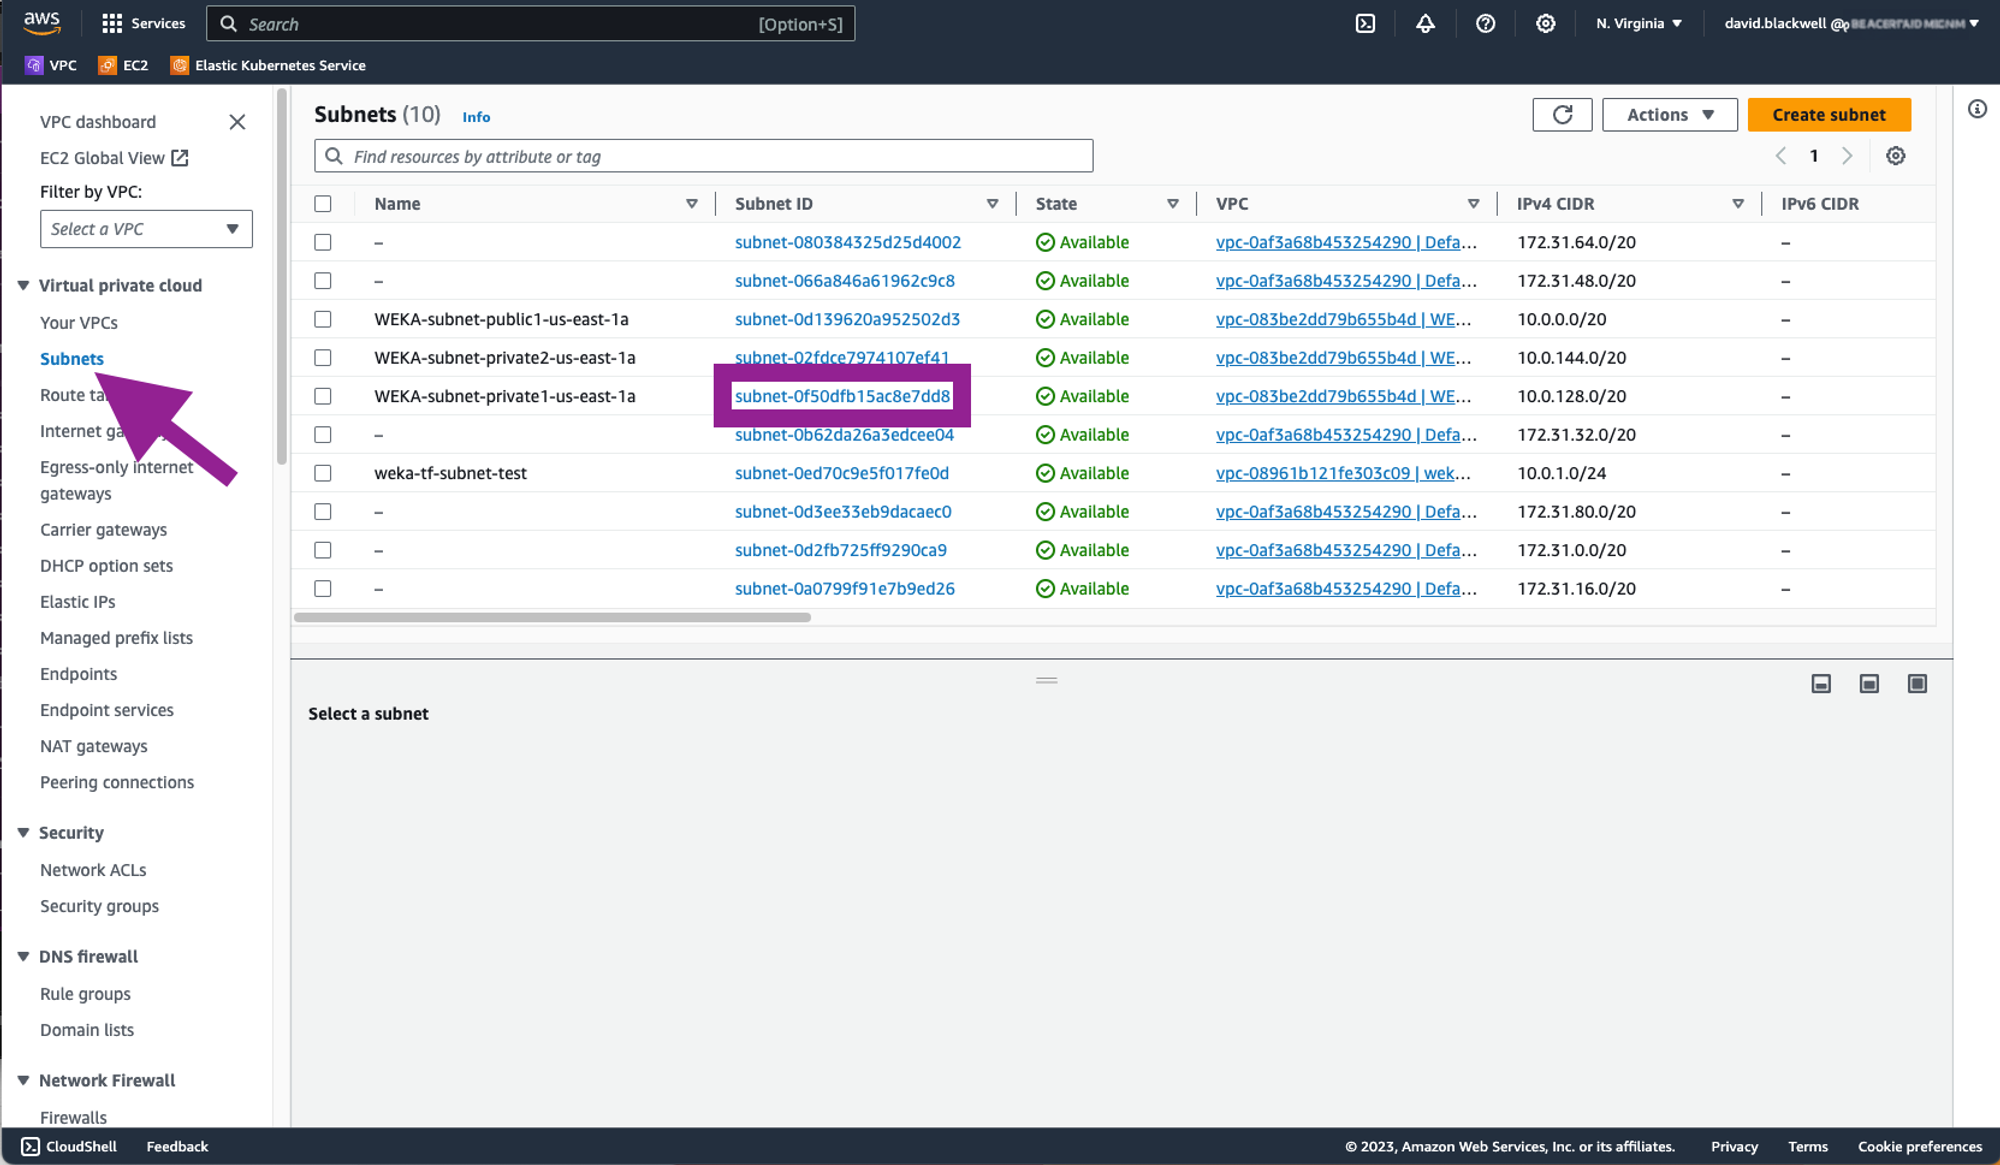 aws
Services
Search
[Option+S]
N. Virginia
david.blackwell @
VPC
EC2
Elastic Kubernetes Service
VPC dashboard
EC2 Global View
Filter by VPC:
Select a VPC
Virtual private cloud
Your VPCs
Subnets
Route
Internet
Egress-only internet
gateways
Carrier gateways
DHCP option sets
Elastic IPs
Managed prefix lists
Endpoints
Endpoint services
NAT gateways
Peering connections
Security
Network ACLs
Security groups
DNS firewall
Rule groups
Domain lists
Network Firewall
Firewalls
Subnets (10) Info
Actions
Create subnet
Find resources by attribute or tag
1
Name Subnet ID State VPC IPv4 CIDR IPv6 CIDR
– subnet-080384325d25d4002 Available vpc-0af3a68b453254290 | Defa... 172.31.64.0/20 –
– subnet-066a846a61962c9c8 Available vpc-0af3a68b453254290 | Defa... 172.31.48.0/20 –
WEKA-subnet-public1-us-east-1a subnet-0d139620a952502d3 Available vpc-083be2dd79b655b4d | WE... 10.0.0.0/20 –
WEKA-subnet-private2-us-east-1a subnet-02fdce7974107ef41 Available vpc-083be2dd79b655b4d | WE... 10.0.144.0/20 –
WEKA-subnet-private1-us-east-1a subnet-0f50dfb15ac8e7dd8 Available vpc-083be2dd79b655b4d | WE... 10.0.128.0/20 –
– subnet-0b62da26a3edcee04 Available vpc-0af3a68b453254290 | Defa... 172.31.32.0/20 –
weka-tf-subnet-test subnet-0ed70c9e5f017fe0d Available vpc-08961b121fe303c09 | wek... 10.0.1.0/24 –
– subnet-0d3ee33eb9dacaec0 Available vpc-0af3a68b453254290 | Defa... 172.31.80.0/20 –
– subnet-0d2fb725ff9290ca9 Available vpc-0af3a68b453254290 | Defa... 172.31.0.0/20 –
– subnet-0a0799f91e7b9ed26 Available vpc-0af3a68b453254290 | Defa... 172.31.16.0/20 –
Select a subnet
CloudShell
Feedback
© 2023, Amazon Web Services, Inc. or its affiliates.
Privacy
Terms
Cookie preferences